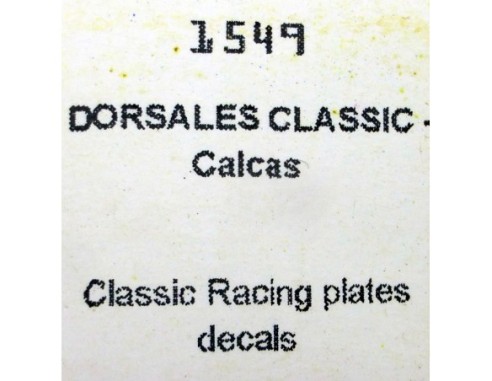 1549
DORSALES CLASSIC -
Calcas
Classic Racing plates
decals